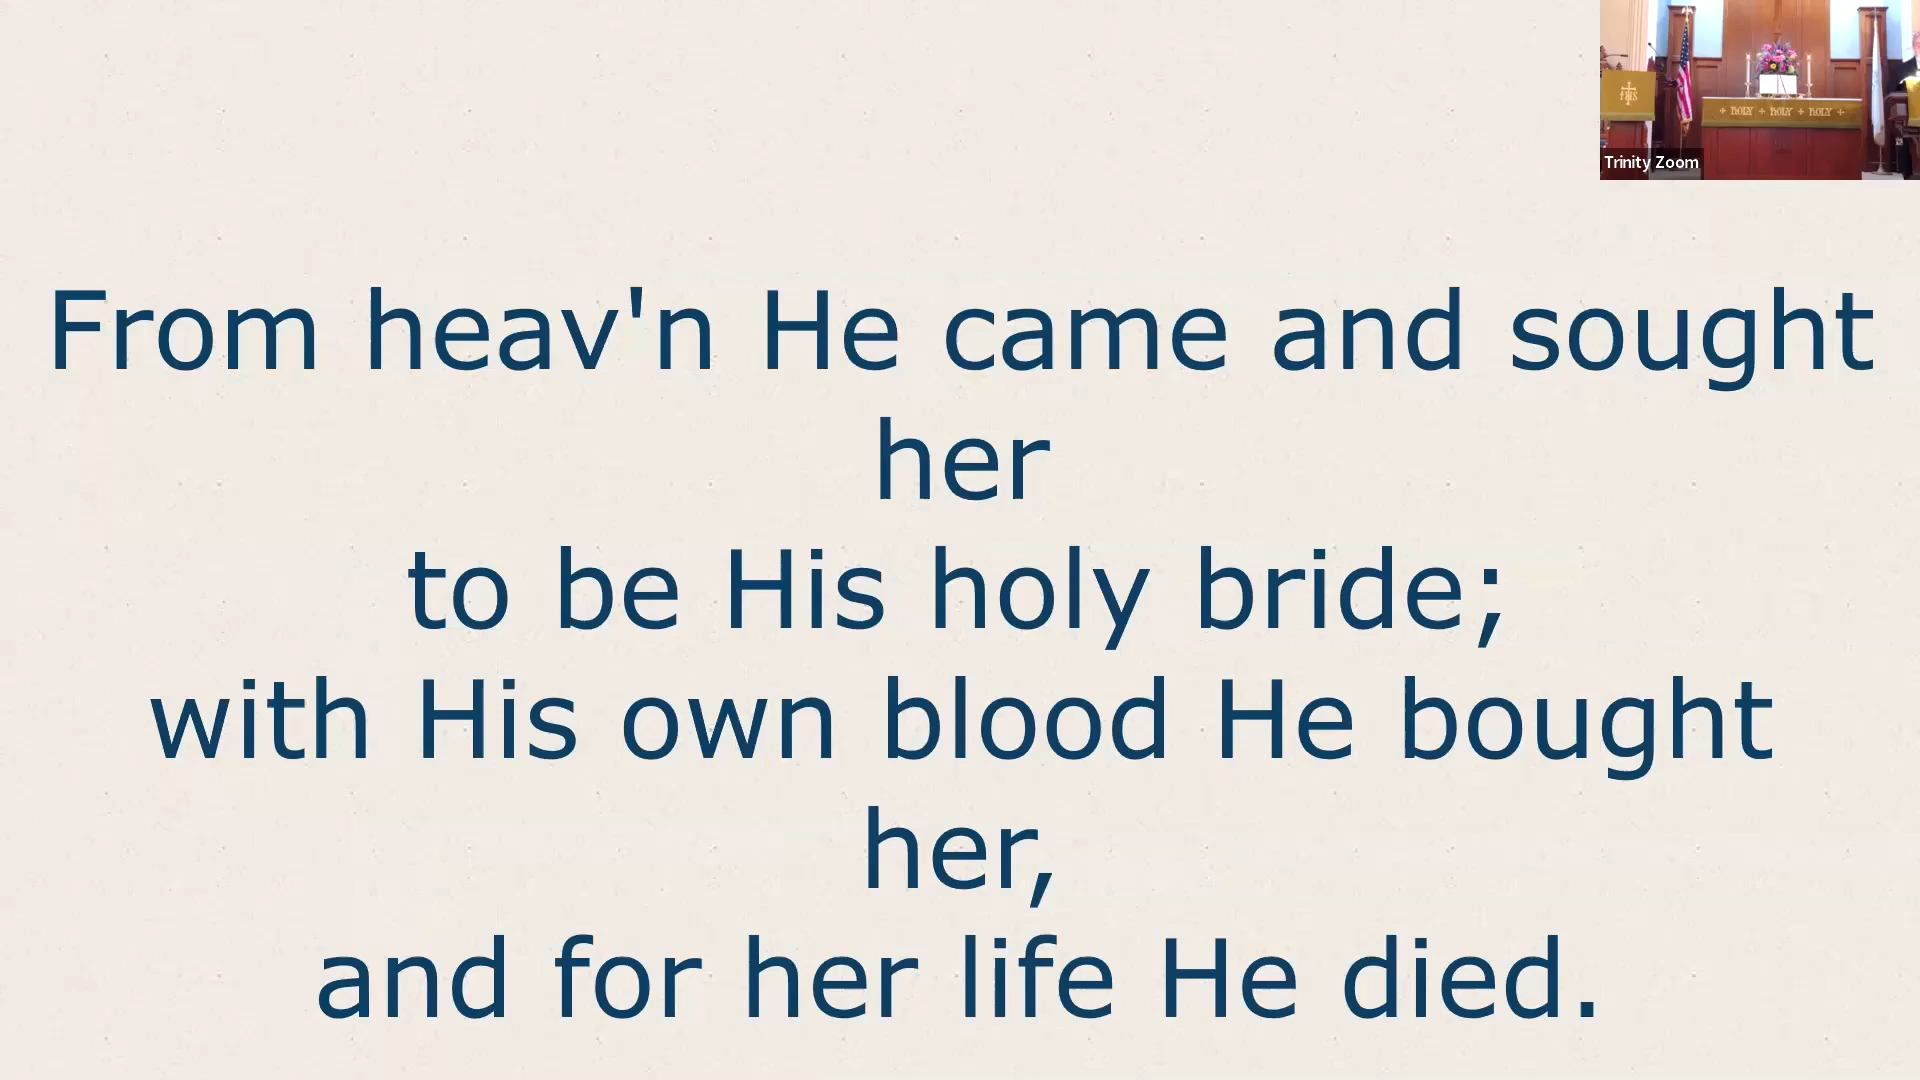 Trinity Zoom
IHS
+ HOLY + HOLY + HOLY +
From heav'n He came and sought
her
to be His holy bride;
with His own blood He bought
her,
and for her life He died.